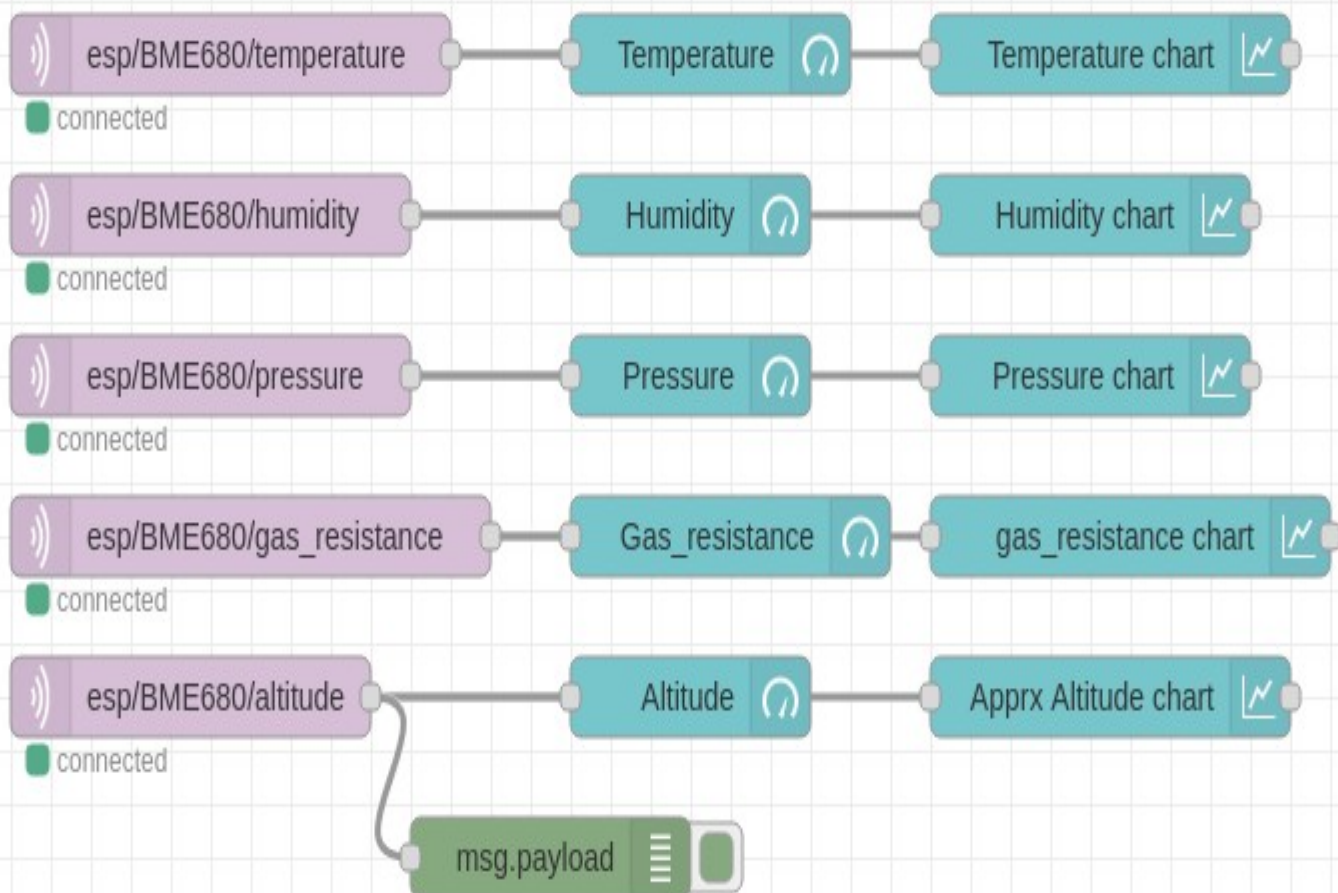 esp/BME680/temperature Temperature Temperature chart
connected
esp/BME680/humidity Humidity Humidity chart
connected
esp/BME680/pressure Pressure Pressure chart
connected
esp/BME680/gas_resistance Gas_resistance gas_resistance chart
connected
esp/BME680/altitude Altitude Apprx Altitude chart
connected
msg.payload